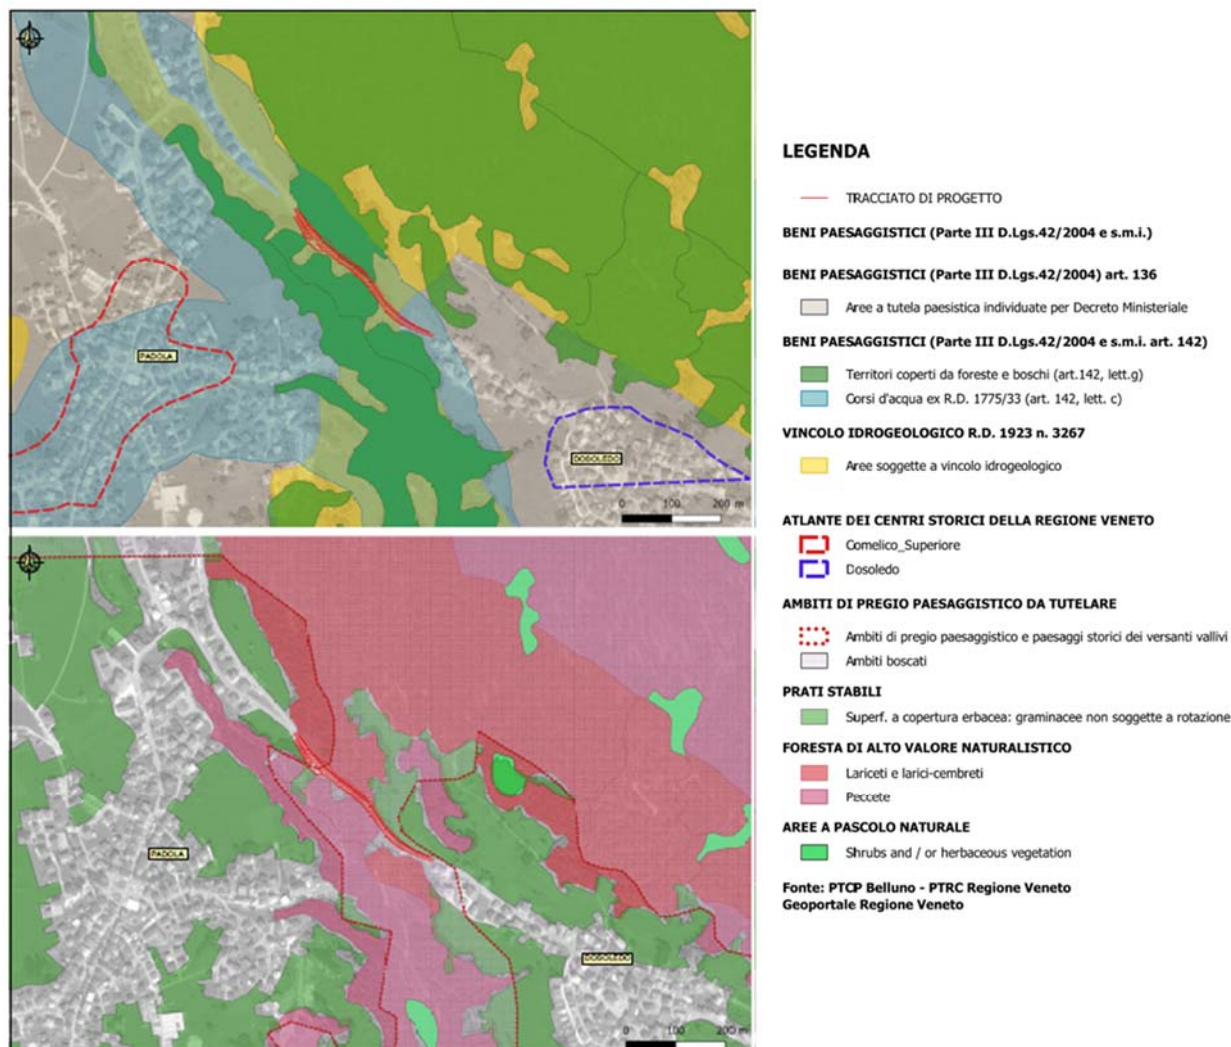 PADOLA
DOSOLEDO
0 100 200 m
PADOLA
DOSOLEDO
0 100 200 m
LEGENDA
TRACCIATO DI PROGETTO
BENI PAESAGGISTICI (Parte III D.Lgs.42/2004 e s.m.i.)
BENI PAESAGGISTICI (Parte III D.Lgs.42/2004) art. 136
Aree a tutela paesistica individuate per Decreto Ministeriale
BENI PAESAGGISTICI (Parte III D.Lgs.42/2004 e s.m.i. art. 142)
Territori coperti da foreste e boschi (art.142, lett.g)
Corsi d'acqua ex R.D. 1775/33 (art. 142, lett. c)
VINCOLO IDROGEOLOGICO R.D. 1923 n. 3267
Aree soggette a vincolo idrogeologico
ATLANTE DEI CENTRI STORICI DELLA REGIONE VENETO
Comelico_Superiore
Dosoledo
AMBITI DI PREGIO PAESAGGISTICO DA TUTELARE
Ambiti di pregio paesaggistico e paesaggi storici dei versanti vallivi
Ambiti boscati
PRATI STABILI
Superf. a copertura erbacea: graminacee non soggette a rotazione
FORESTA DI ALTO VALORE NATURALISTICO
Lariceti e larici-cembreti
Peccete
AREE A PASCOLO NATURALE
Shrubs and / or herbaceous vegetation
Fonte: PTCP Belluno - PTRC Regione Veneto
Geoportale Regione Veneto